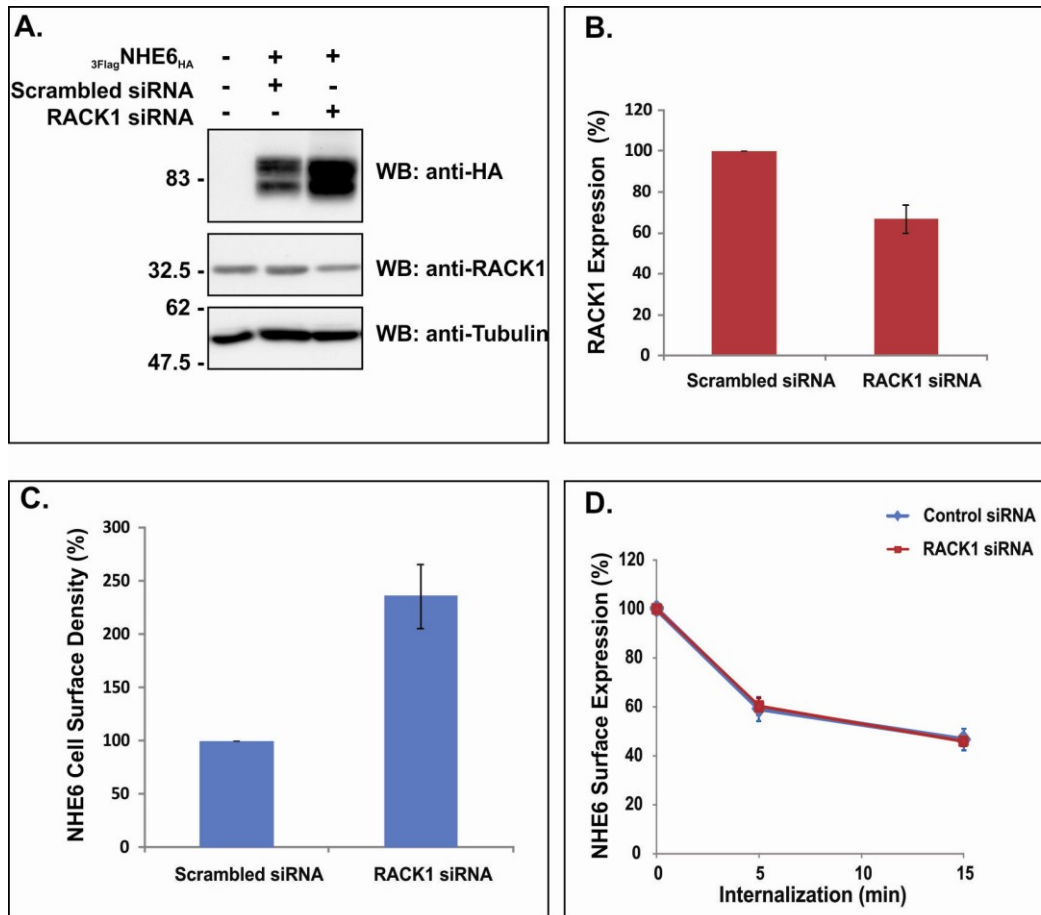 A.
3FlagNHE6HA - + +
Scrambled siRNA - + -
RACK1 siRNA - - +
83 - WB: anti-HA
32.5 - WB: anti-RACK1
62 -
WB: anti-Tubulin
47.5 -
B.
RACK1 Expression (%)
120
100
80
60
40
20
0
Scrambled siRNA RACK1 siRNA
C.
NHE6 Cell Surface Density (%)
300
250
200
150
100
50
0
Scrambled siRNA RACK1 siRNA
D.
Control siRNA
RACK1 siRNA
NHE6 Surface Expression (%)
120
100
80
60
40
20
0
0 5 10 15
Internalization (min)